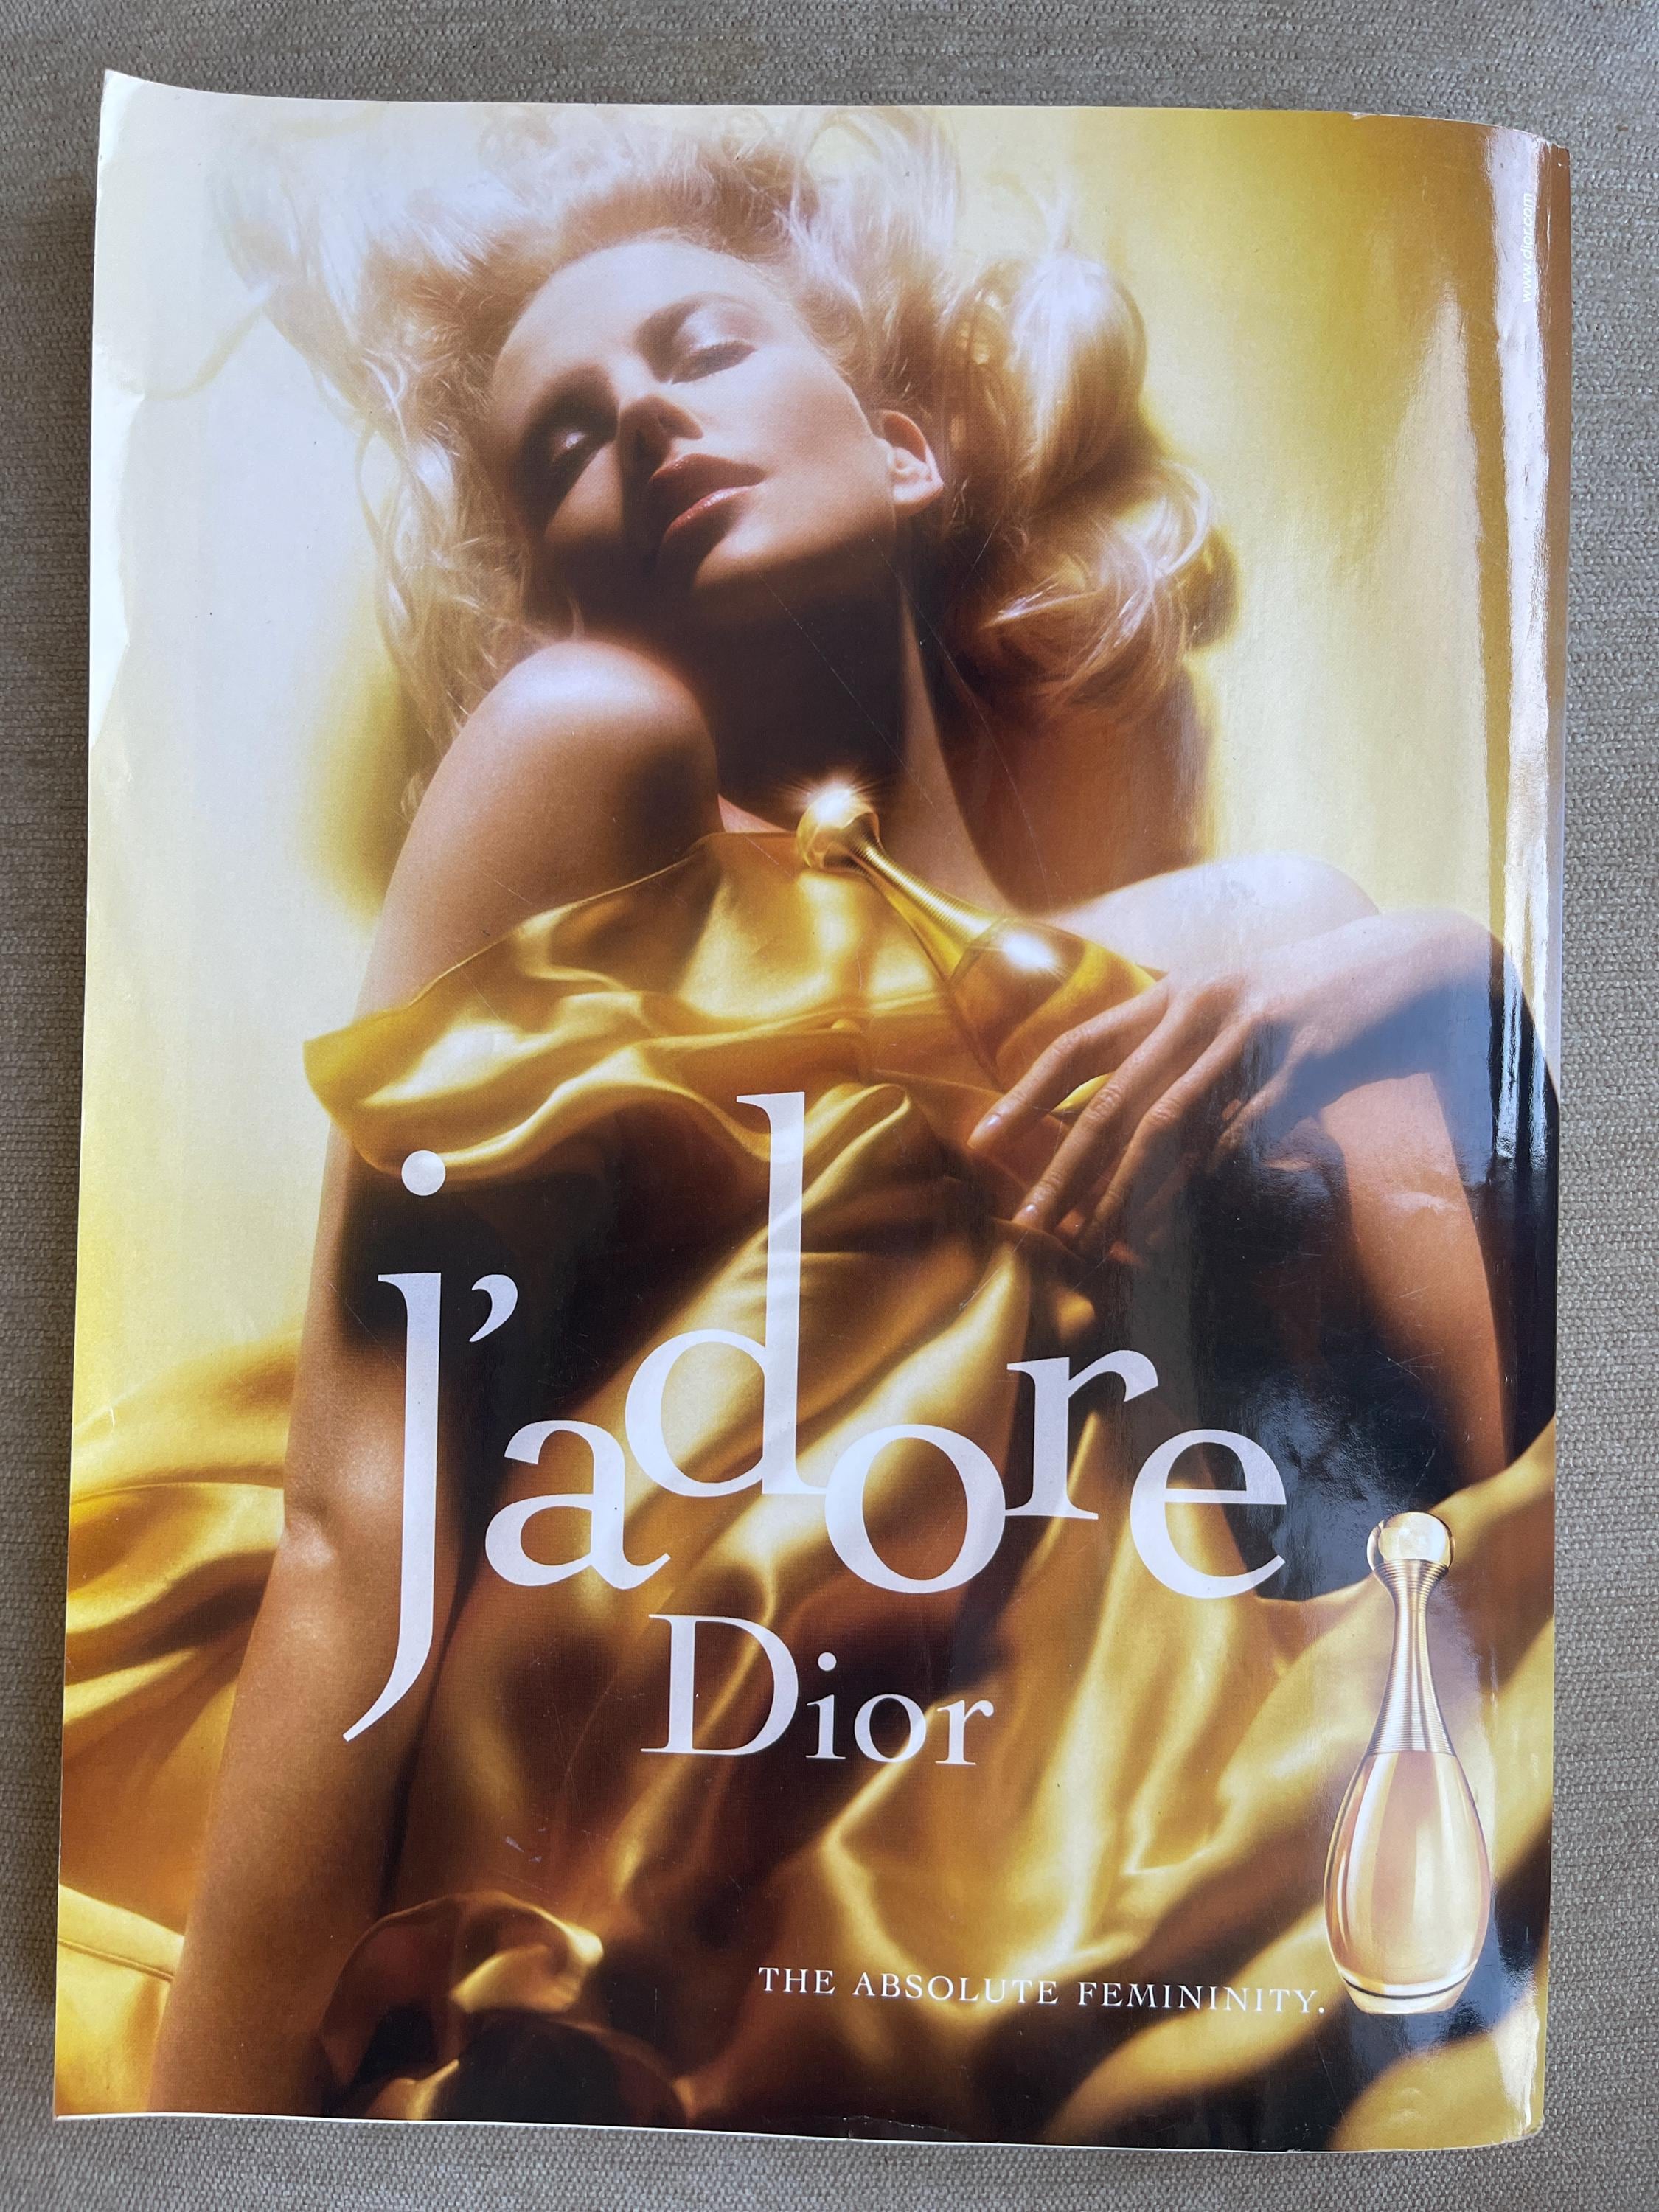 www.dior.com
j'adore
Dior
THE ABSOLUTE FEMININITY.